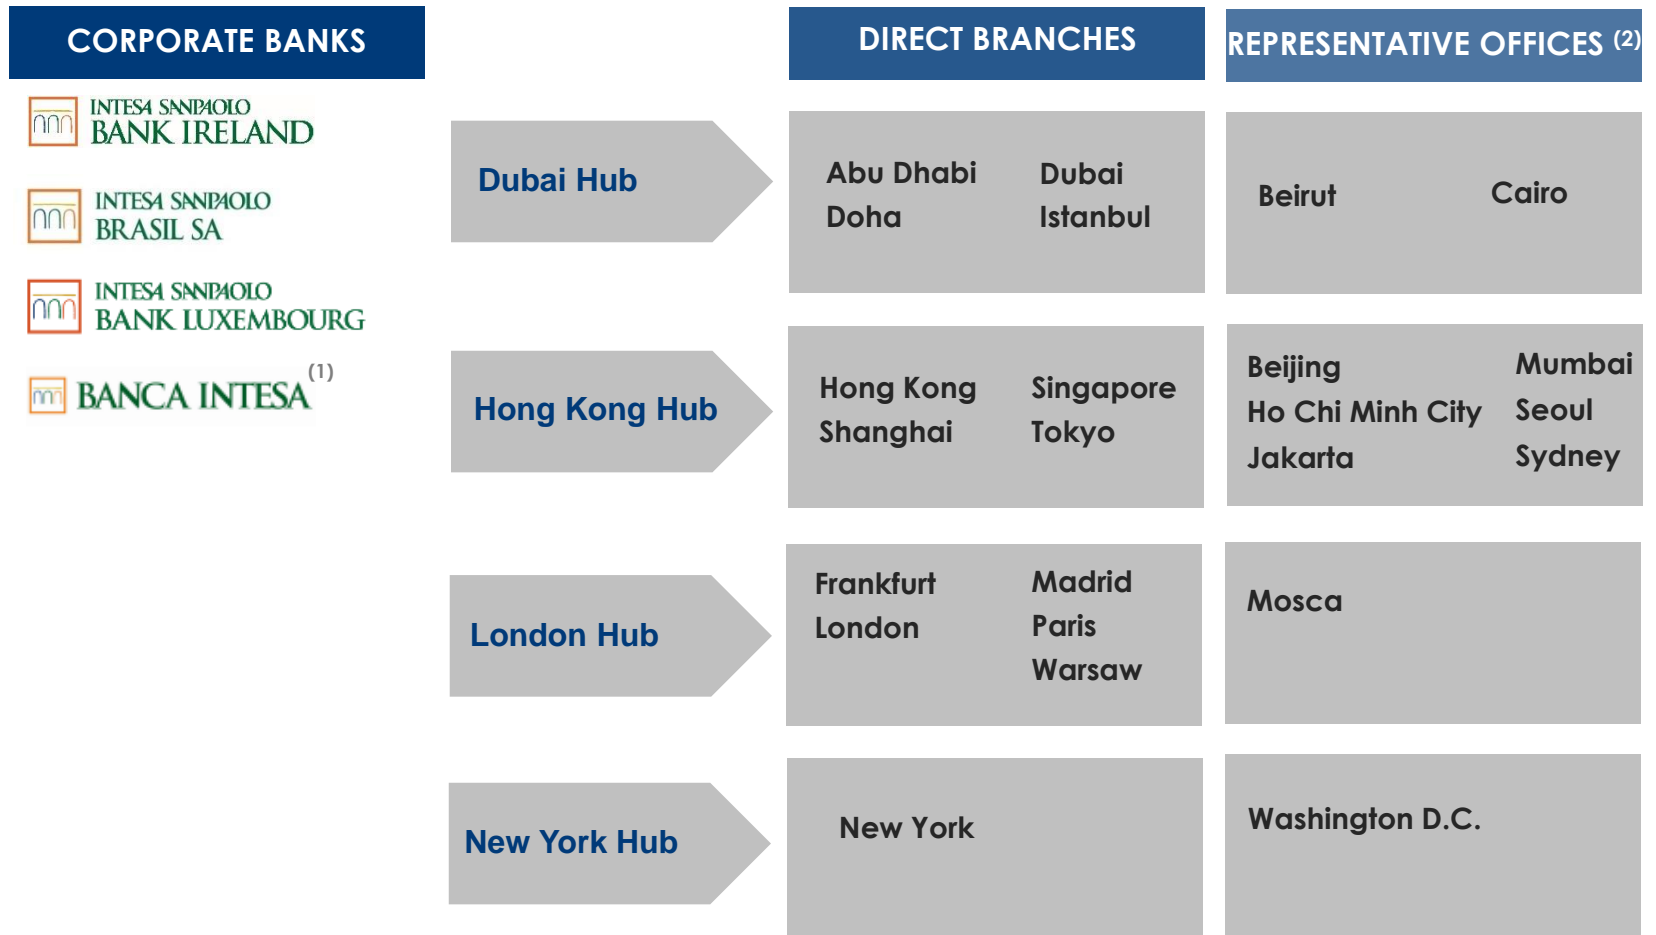 CORPORATE BANKS
DIRECT BRANCHES
REPRESENTATIVE OFFICES (2)
INTESA SANPAOLO
BANK IRELAND
INTESA SANPAOLO
BRASIL SA
INTESA SANPAOLO
BANK LUXEMBOURG
BANCA INTESA (1)
Dubai Hub
Abu Dhabi Dubai
Doha Istanbul
Beirut Cairo
Hong Kong Hub
Hong Kong Singapore
Shanghai Tokyo
Beijing Mumbai
Ho Chi Minh City Seoul
Jakarta Sydney
London Hub
Frankfurt Madrid
London Paris
Warsaw
Mosca
New York Hub
New York
Washington D.C.